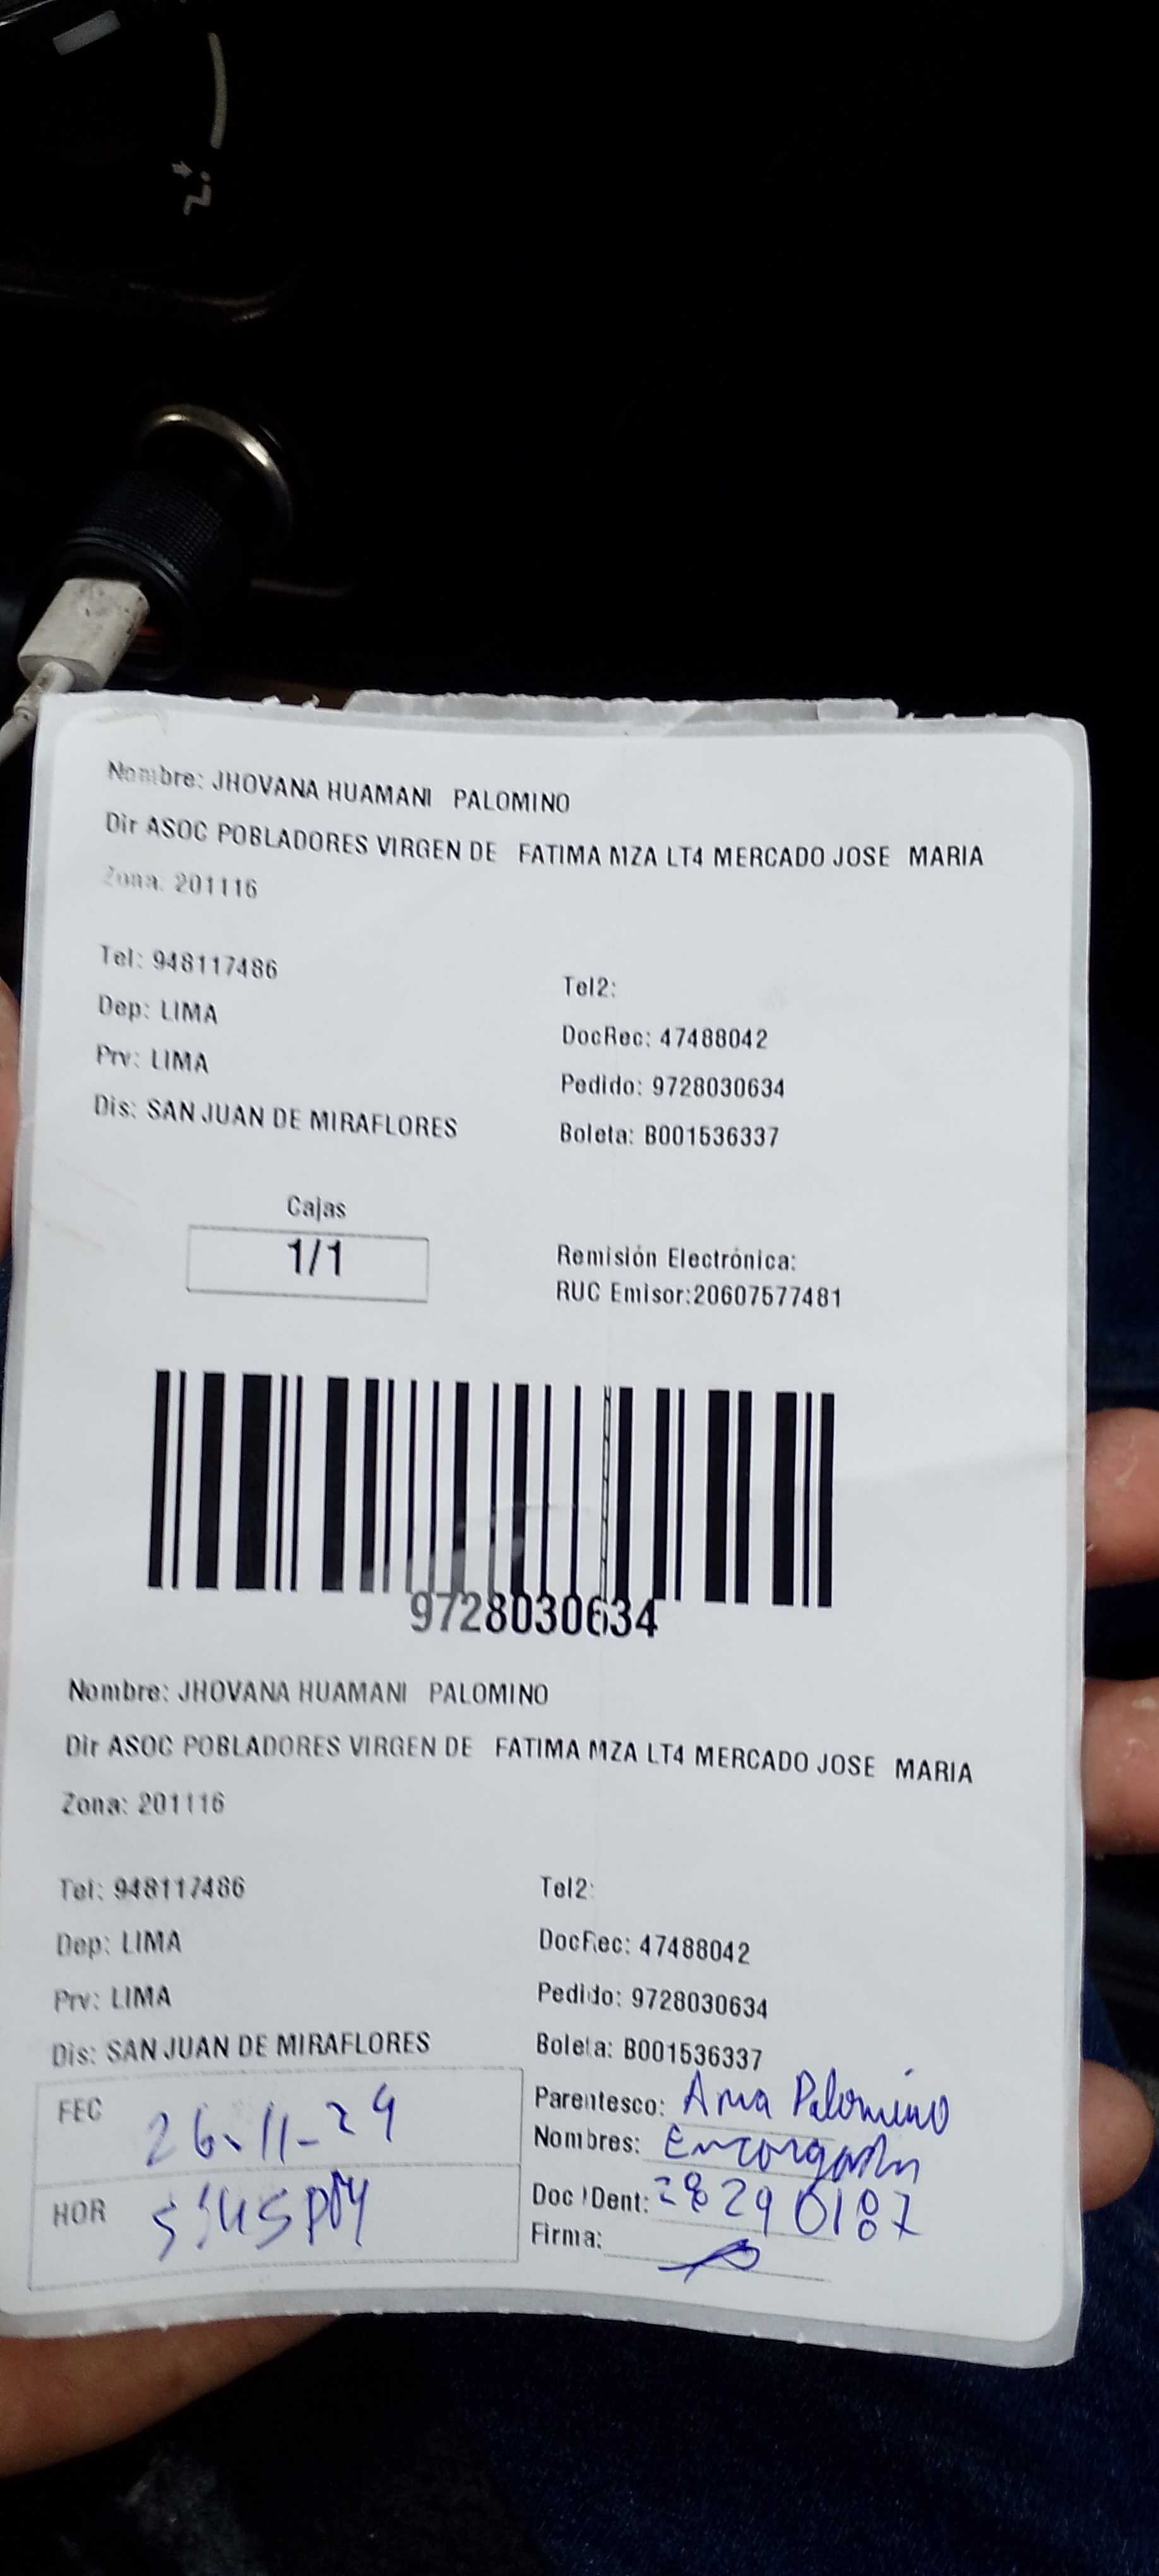 Nombre: JHOVANA HUAMANI PALOMINO
Dir ASOC POBLADORES VIRGEN DE FATIMA MZA LT4 MERCADO JOSE MARIA
Zona: 201116
Tel: 948117486
Tel2:
Dep: LIMA
DocRec: 47488042
Prv: LIMA
Pedido: 9728030634
Dis: SAN JUAN DE MIRAFLORES
Boleta: B001536337
Cajas
1/1
Remisión Electrónica:
RUC Emisor:20607577481
9728030634
Nombre: JHOVANA HUAMANI PALOMINO
Dir ASOC POBLADORES VIRGEN DE FATIMA MZA LT4 MERCADO JOSE MARIA
Zona: 201116
Tel: 948117486
Tel2:
Dep: LIMA
DocRec: 47488042
Prv: LIMA
Pedido: 9728030634
Dis: SAN JUAN DE MIRAFLORES
Boleta: B001536337
FEC 26-11-24
Parentesco: Ana Palomino
Nombres: Encargada
HOR
Doc Ident:
Firma: